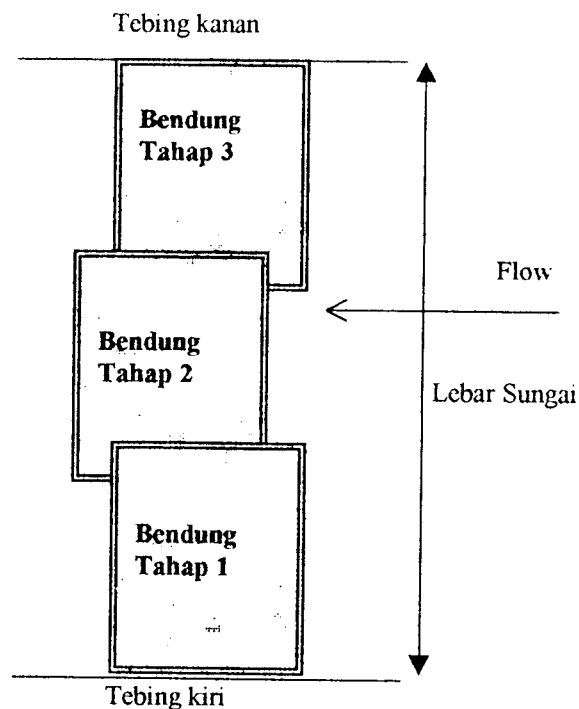 Tebing kanan
Bendung
Tahap 3
Flow
Bendung
Tahap 2
Lebar Sungai
Bendung
Tahap 1
Tebing kiri